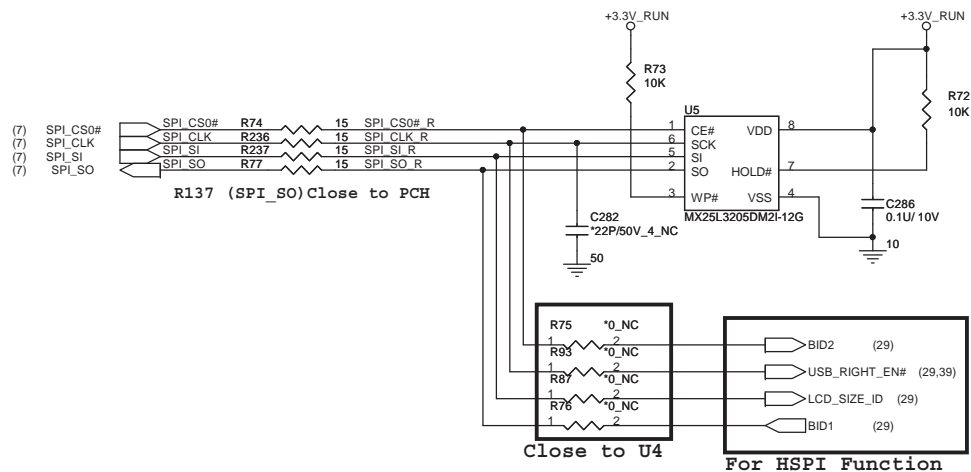 +3.3V_RUN
+3.3V_RUN
R73
10K
R72
10K
U5
(7) SPI_CS0# SPI_CS0# R74 15 SPI_CS0#_R 1 CE# VDD 8
(7) SPI_CLK SPI_CLK R236 15 SPI_CLK_R 6 SCK
(7) SPI_SI SPI_SI R237 15 SPI_SI_R 5 SI
(7) SPI_SO SPI_SO R77 15 SPI_SO_R 2 SO HOLD# 7
R137 (SPI_SO)Close to PCH
3 WP# VSS 4
MX25L3205DM2I-12G
C286
0.1U/ 10V
C282
*22P/50V_4_NC
10
50
R75 *0_NC
1 2 BID2 (29)
R93 *0_NC
1 2 USB_RIGHT_EN# (29,39)
R87 *0_NC
1 2 LCD_SIZE_ID (29)
R76 *0_NC
1 2 BID1 (29)
Close to U4
For HSPI Function